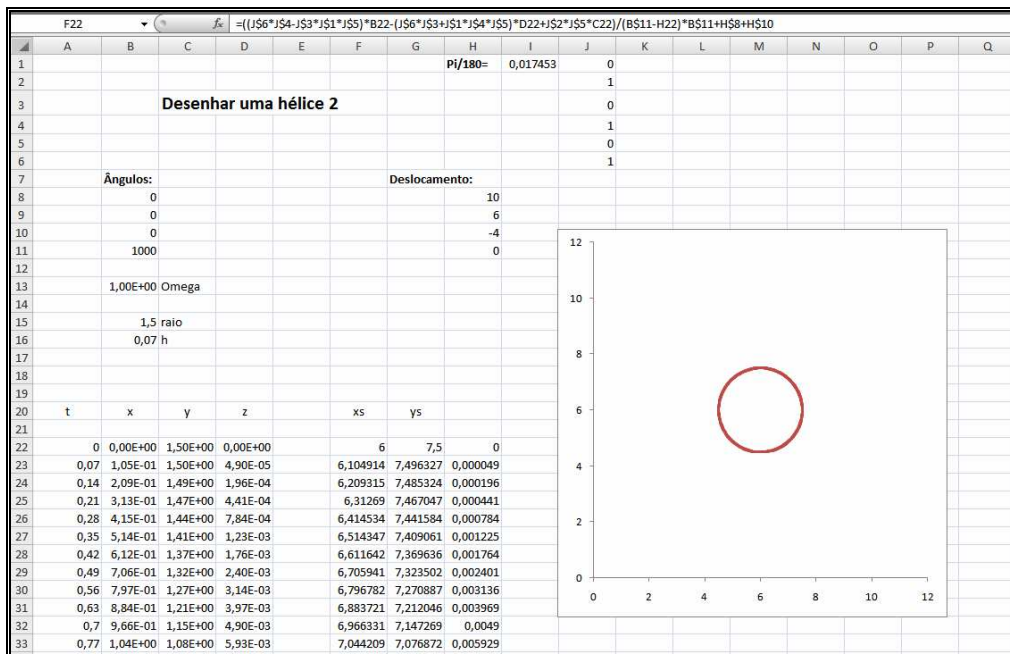 F22 fx =((J$6*J$4-J$3*J$1*J$5)*B22-(J$6*J$3+J$1*J$4*J$5)*D22+J$2*J$5*C22)/(B$11-H22)*B$11+H$8+H$10
A B C D E F G H I J K L M N O P Q
1 Pi/180= 0,017453 0
2 1
3 Desenhar uma hélice 2 0
4 1
5 0
6 1
7 Ângulos: Deslocamento:
8 0 10
9 0 6
10 0 -4
11 1000 0
12
13 1,00E+00 Omega
14
15 1,5 raio
16 0,07 h
17
18
19
20 t x y z xs ys
21
22 0 0,00E+00 1,50E+00 0,00E+00 6 7,5 0
23 0,07 1,05E-01 1,50E+00 4,90E-05 6,104914 7,496327 0,000049
24 0,14 2,09E-01 1,49E+00 1,96E-04 6,209315 7,485324 0,000196
25 0,21 3,13E-01 1,47E+00 4,41E-04 6,31269 7,467047 0,000441
26 0,28 4,15E-01 1,44E+00 7,84E-04 6,414534 7,441584 0,000784
27 0,35 5,14E-01 1,41E+00 1,23E-03 6,514347 7,409061 0,001225
28 0,42 6,12E-01 1,37E+00 1,76E-03 6,611642 7,369636 0,001764
29 0,49 7,06E-01 1,32E+00 2,40E-03 6,705941 7,323502 0,002401
30 0,56 7,97E-01 1,27E+00 3,14E-03 6,796782 7,270887 0,003136
31 0,63 8,84E-01 1,21E+00 3,97E-03 6,883721 7,212046 0,003969
32 0,7 9,66E-01 1,15E+00 4,90E-03 6,966331 7,147269 0,0049
33 0,77 1,04E+00 1,08E+00 5,93E-03 7,044209 7,076872 0,005929
12
10
8
6
4
2
0
0 2 4 6 8 10 12